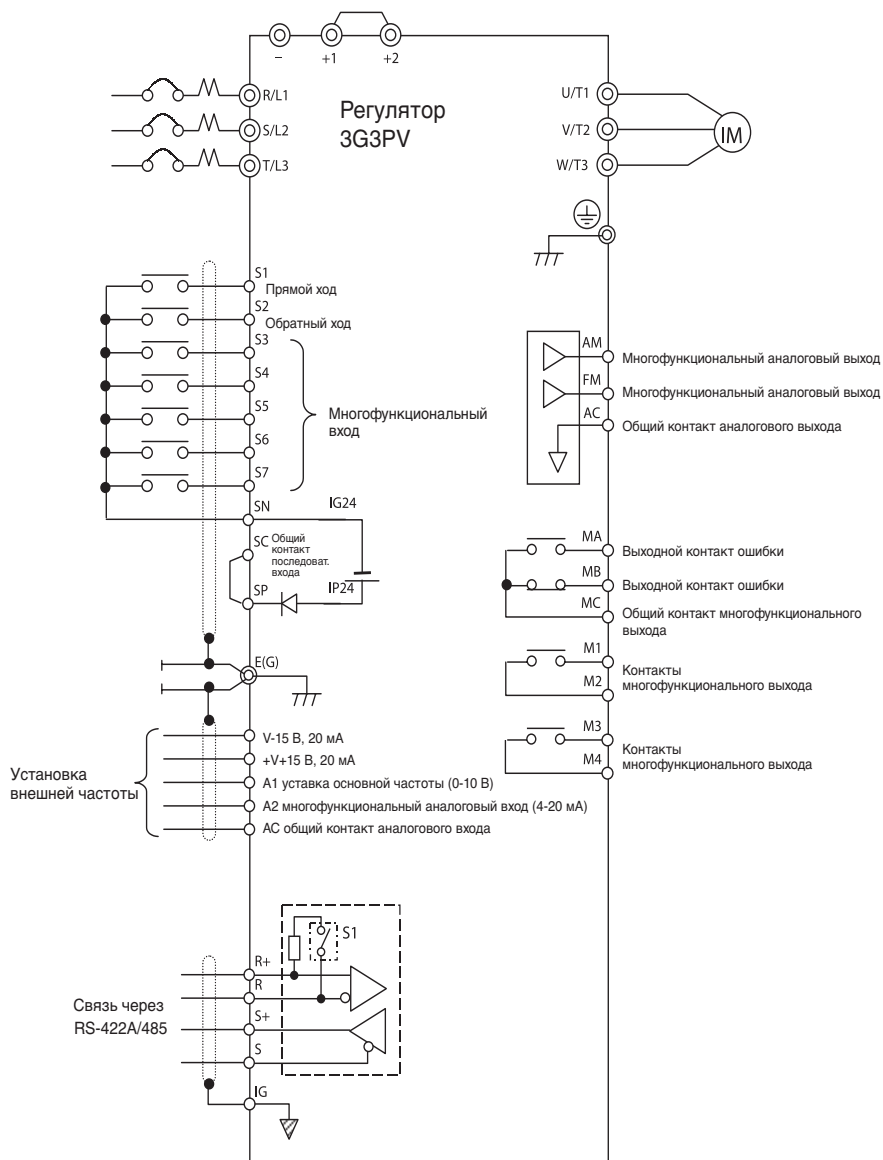 −
+1
+2
R/L1
S/L2
T/L3
Регулятор
3G3PV
U/T1
V/T2
W/T3
IM
S1
Прямой ход
S2
Обратный ход
S3
S4
S5
S6
S7
Многофункциональный
вход
SN
IG24
SC
Общий
контакт
последоват.
входа
SP
IP24
E(G)
Установка
внешней частоты
V-15 В, 20 мА
+V+15 В, 20 мА
A1 уставка основной частоты (0-10 В)
A2 многофункциональный аналоговый вход (4-20 мА)
AC общий контакт аналогового входа
Связь через
RS-422A/485
R+
R
S+
S
IG
S1
AM
Многофункциональный аналоговый выход
FM
Многофункциональный аналоговый выход
AC
Общий контакт аналогового выхода
MA
Выходной контакт ошибки
MB
Выходной контакт ошибки
MC
Общий контакт многофункционального
выхода
M1
M2
Контакты
многофункционального выхода
M3
M4
Контакты
многофункционального выхода